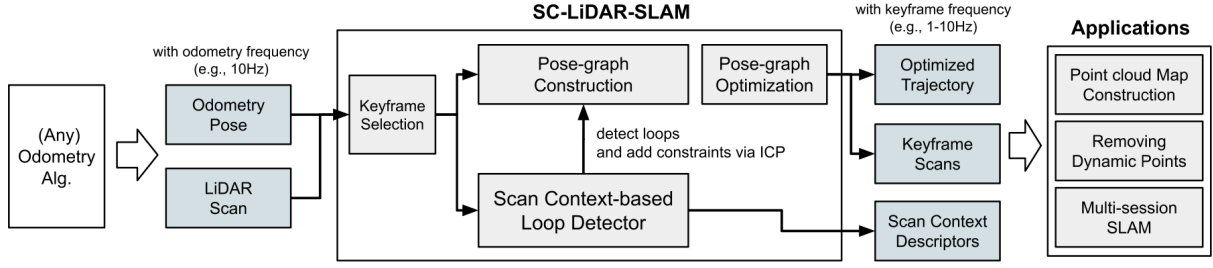 SC-LiDAR-SLAM
with odometry frequency
(e.g., 10Hz)
with keyframe frequency
(e.g., 1-10Hz)
Applications
(Any)
Odometry
Alg.
Odometry
Pose
LiDAR
Scan
Keyframe
Selection
Pose-graph
Construction
Pose-graph
Optimization
detect loops
and add constraints via ICP
Scan Context-based
Loop Detector
Optimized
Trajectory
Keyframe
Scans
Scan Context
Descriptors
Point cloud Map
Construction
Removing
Dynamic Points
Multi-session
SLAM